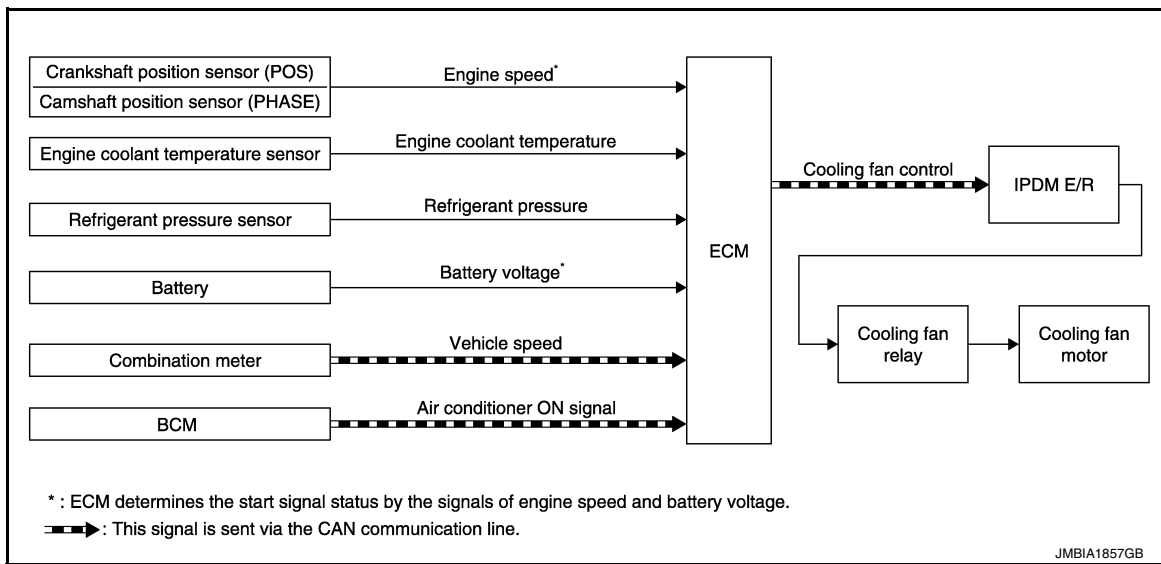 Crankshaft position sensor (POS)
Camshaft position sensor (PHASE)
Engine speed*
Engine coolant temperature sensor
Engine coolant temperature
Refrigerant pressure sensor
Refrigerant pressure
Battery
Battery voltage*
Combination meter
Vehicle speed
BCM
Air conditioner ON signal
ECM
Cooling fan control
IPDM E/R
Cooling fan
relay
Cooling fan
motor
* : ECM determines the start signal status by the signals of engine speed and battery voltage.
: This signal is sent via the CAN communication line.
JMBIA1857GB